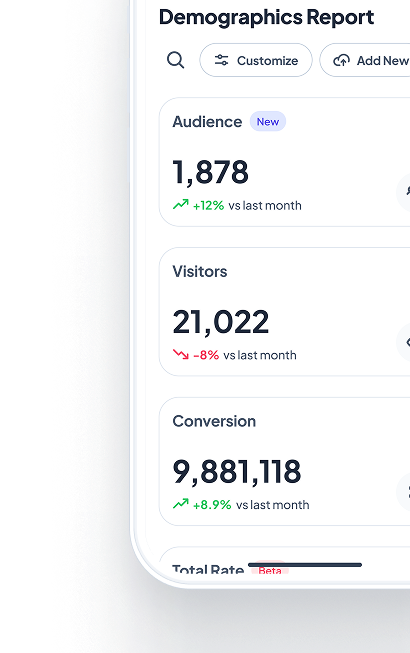 Demographics Report
Customize
Add New
Audience New
1,878
+12% vs last month
Visitors
21,022
-8% vs last month
Conversion
9,881,118
+8.9% vs last month
Total Rate Beta